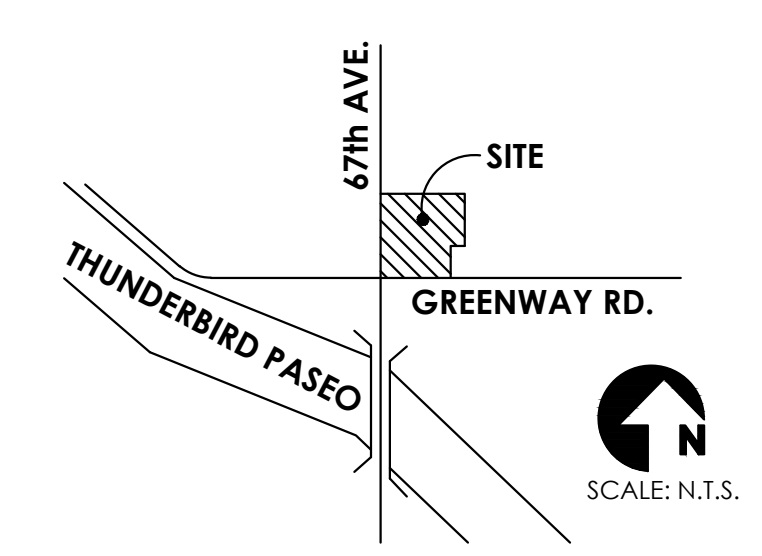 67th AVE.
SITE
THUNDERBIRD PASEO
GREENWAY RD.
N
SCALE: N.T.S.